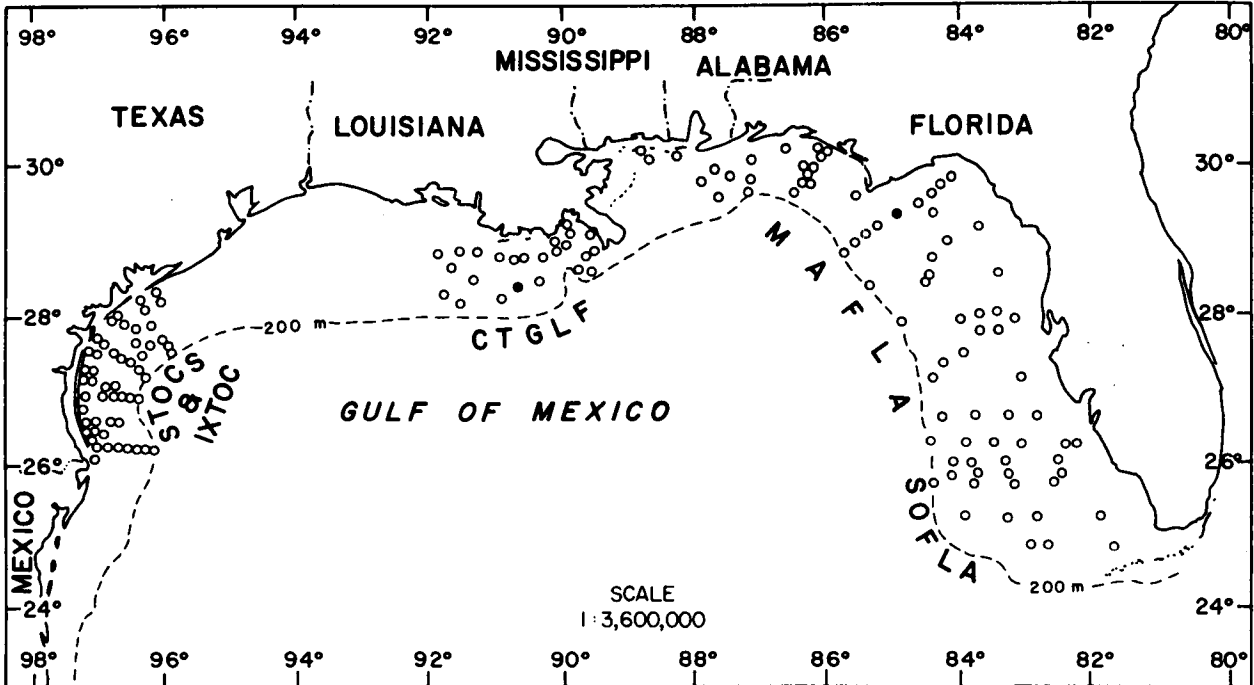 98° 96° 94° 92° 90° 88° 86° 84° 82° 80°
MISSISSIPPI ALABAMA
TEXAS LOUISIANA FLORIDA
30° 30°
MAFLA
28° 200 m CTGLF 28°
STOCS & IXTOC
GULF OF MEXICO
26° 26°
SOFLA
MEXICO
SCALE 200 m
24° 1:3,600,000 24°
98° 96° 94° 92° 90° 88° 86° 84° 82° 80°